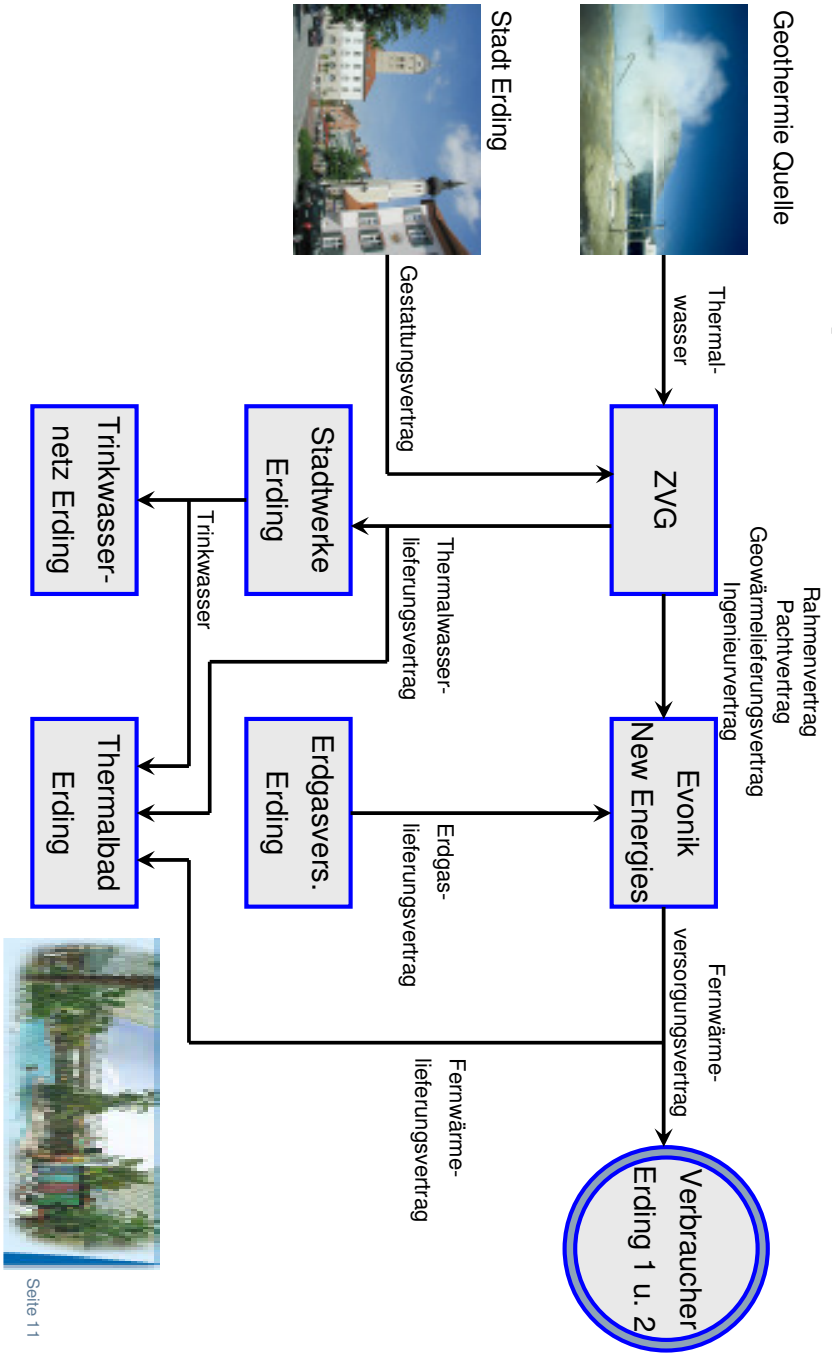 Geothermie Quelle
Thermal-
wasser
ZVG
Rahmenvertrag
Pachtvertrag
Geowärmelieferungsvertrag
Ingenieurvertrag
Evonik
New Energies
Fernwärme-
versorgungsvertrag
Verbraucher
Erding 1 u. 2
Stadt Erding
Gestattungsvertrag
Thermalwasser-
lieferungsvertrag
Erdgas-
lieferungsvertrag
Fernwärme-
lieferungsvertrag
Stadtwerke
Erding
Erdgasvers.
Erding
Trinkwasser
Trinkwasser-
netz Erding
Thermalbad
Erding
Seite 11